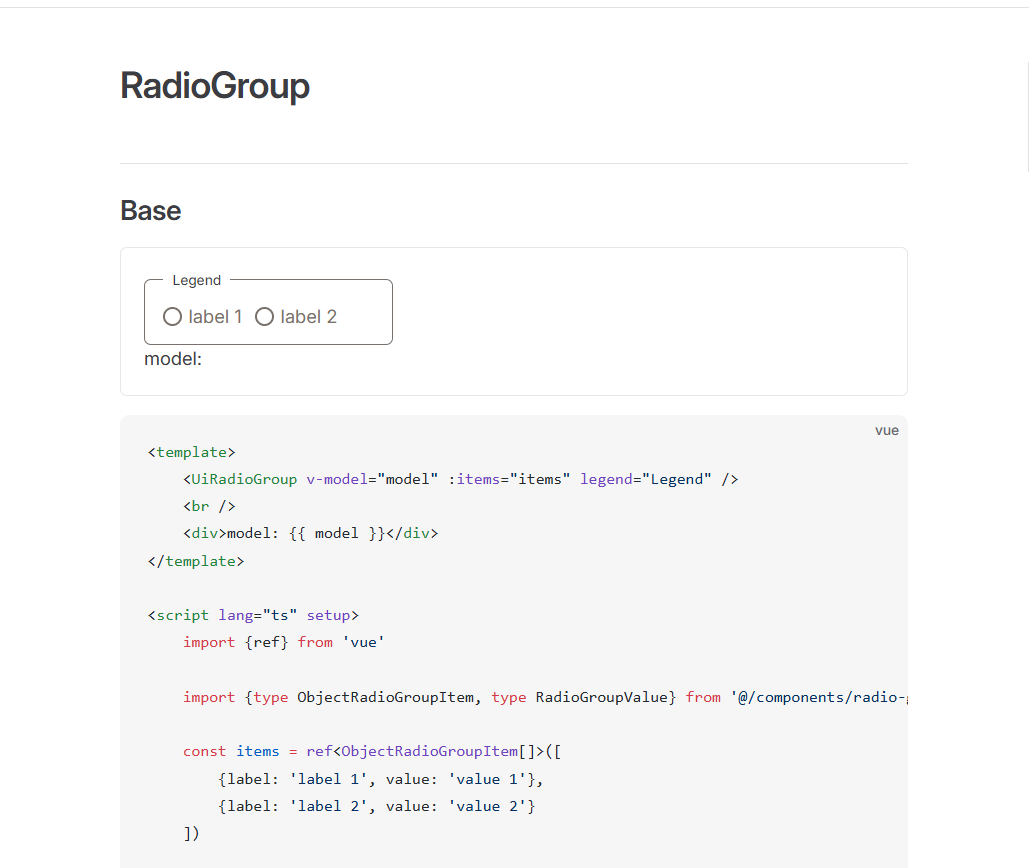 RadioGroup
Base
Legend
label 1 label 2
model:
vue
<template>
<UiRadioGroup v-model="model" :items="items" legend="Legend" />
<br />
<div>model: {{ model }}</div>
</template>
<script lang="ts" setup>
import {ref} from 'vue'
import {type ObjectRadioGroupItem, type RadioGroupValue} from '@/components/radio-
const items = ref<ObjectRadioGroupItem[]>([
{label: 'label 1', value: 'value 1'},
{label: 'label 2', value: 'value 2'}
])